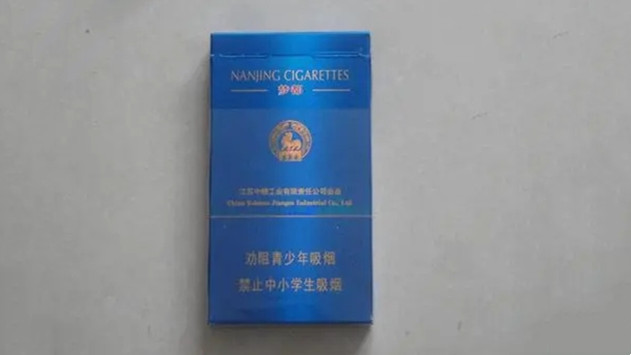 NANJING CIGARETTES
梦都
江苏中烟工业有限责任公司出品
China Tobacco Jiangsu Industrial Co., Ltd
劝阻青少年吸烟
禁止中小学生吸烟